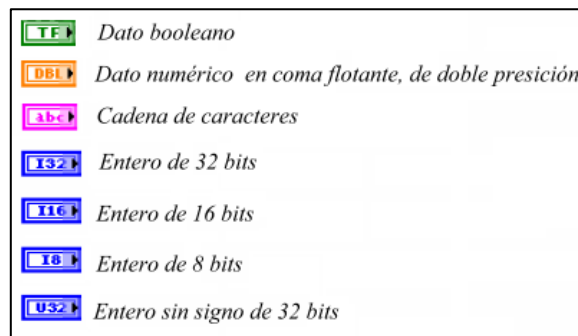 TF Dato booleano
DBL Dato numérico en coma flotante, de doble presición
abc Cadena de caracteres
I32 Entero de 32 bits
I16 Entero de 16 bits
I8 Entero de 8 bits
U32 Entero sin signo de 32 bits